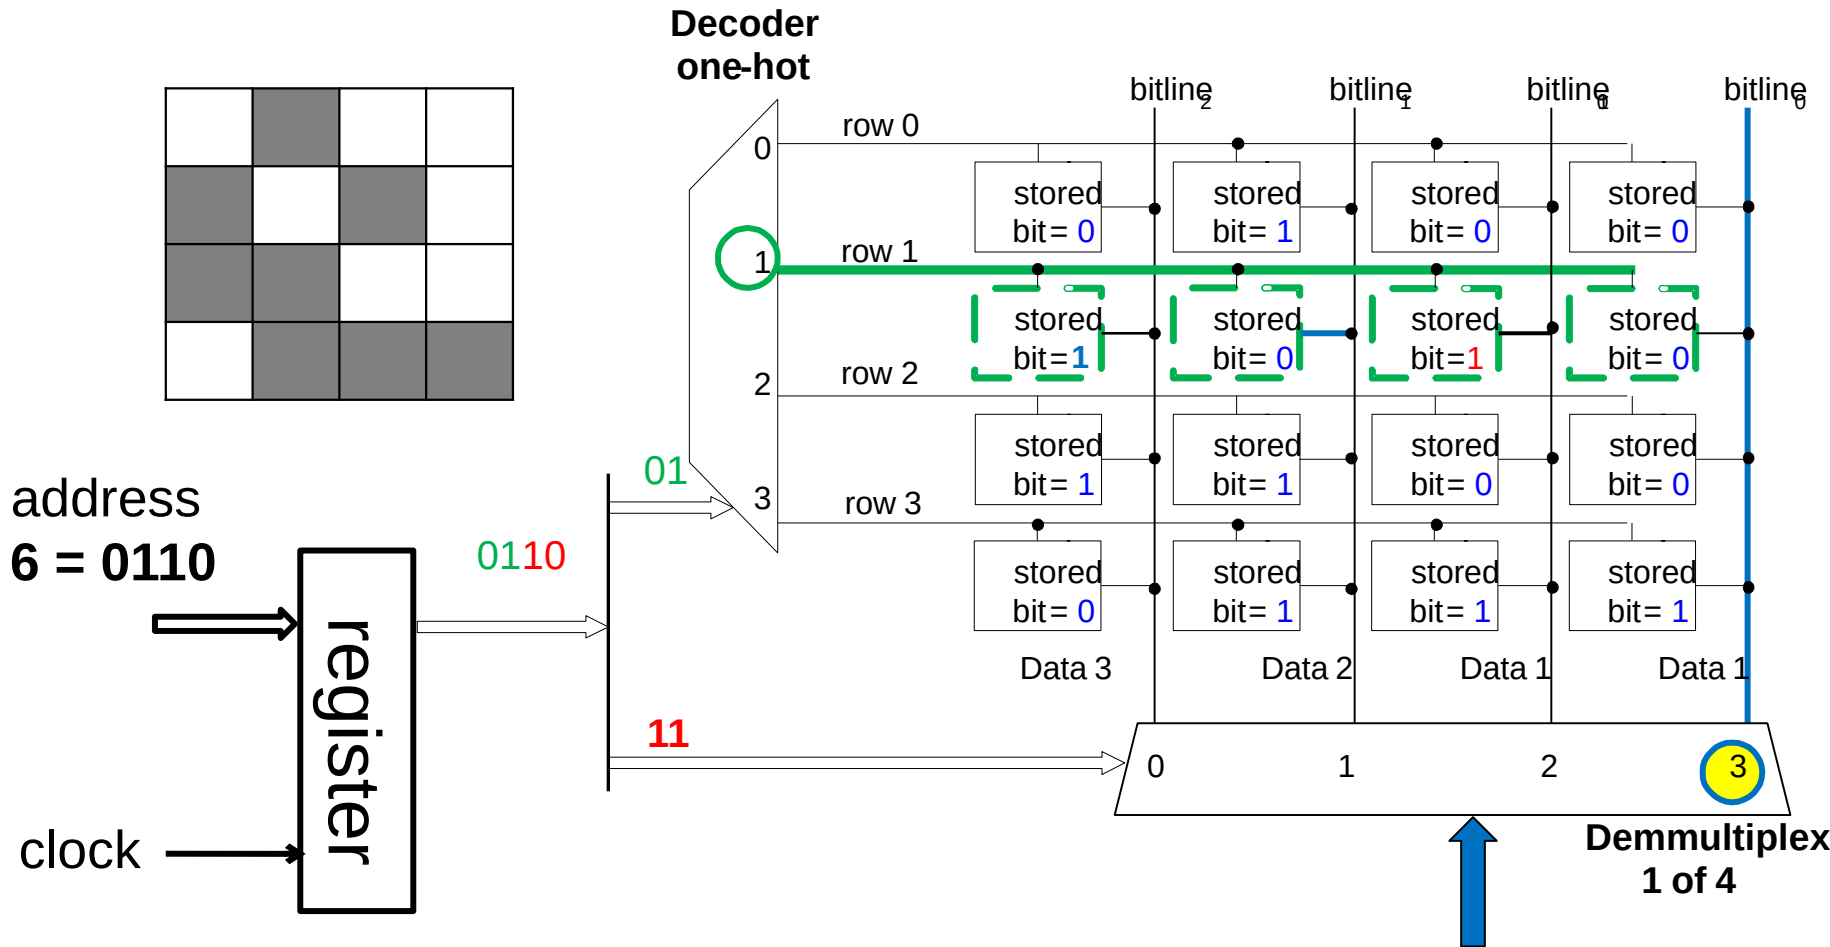 Decoder
one-hot
bitline2
bitline1
bitline
bitline0
0
row 0
stored
bit= 0
stored
bit= 1
stored
bit= 0
stored
bit= 0
1
row 1
stored
bit=1
stored
bit= 0
stored
bit=1
stored
bit= 0
2
row 2
stored
bit= 1
stored
bit= 1
stored
bit= 0
stored
bit= 0
3
row 3
stored
bit= 0
stored
bit= 1
stored
bit= 1
stored
bit= 1
01
address
6 = 0110
0110
register
clock
Data 3
Data 2
Data 1
Data 1
11
0
1
2
3
Demmultiplex
1 of 4